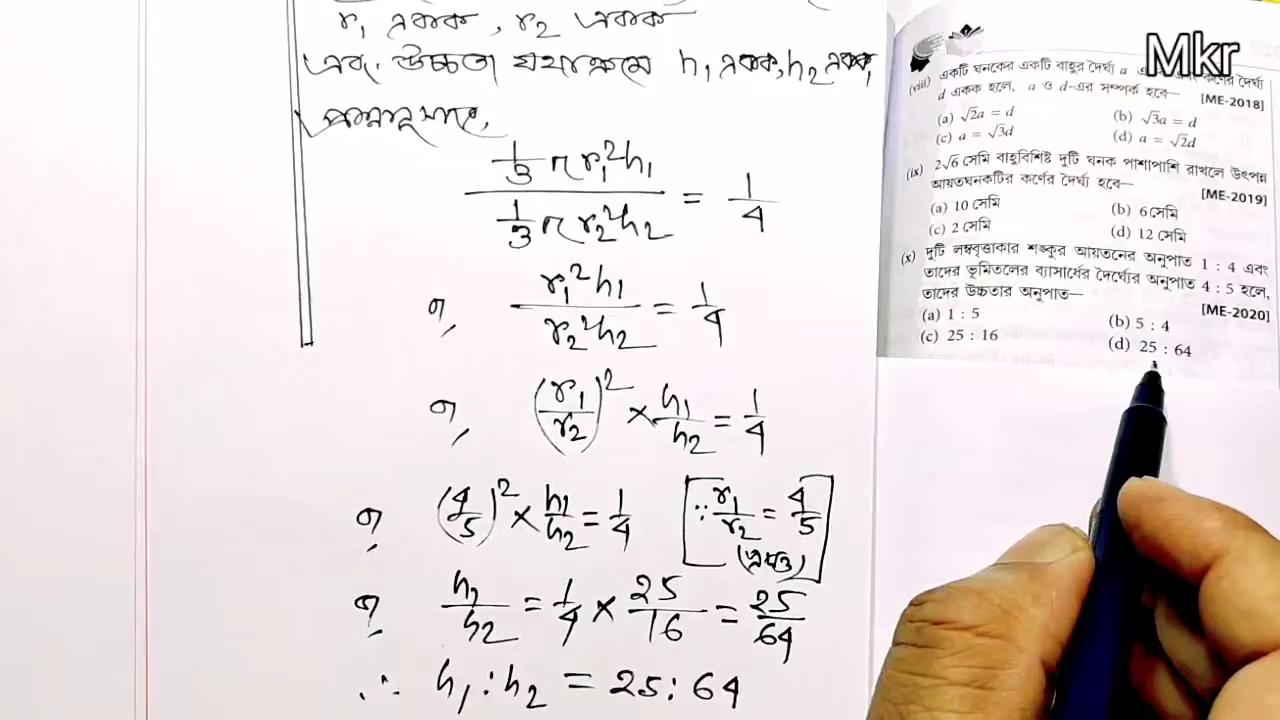 r₁ একক, r₂ একক
এবং উচ্চতা যথাক্রমে h₁ একক, h₂ একক,
প্রশ্নানুসারে,
(1/3 πr₁²h₁)/(1/3 πr₂²h₂) = 1/4
বা, (r₁²h₁)/(r₂²h₂) = 1/4
বা, (r₁/r₂)² × h₁/h₂ = 1/4
বা, (4/5)² × h₁/h₂ = 1/4 [∵ r₁/r₂ = 4/5 (প্রদত্ত)]
বা, h₁/h₂ = 1/4 × 25/16 = 25/64
∴ h₁ : h₂ = 25 : 64
Mkr
(viii) একটি ঘনকের একটি বাহুর দৈর্ঘ্য a এবং কর্ণের দৈর্ঘ্য
d একক হলে, a ও d-এর সম্পর্ক হবে— [ME-2018]
(a) √2a = d (b) √3a = d
(c) a = √3d (d) a = √2d
(ix) 2√6 সেমি বাহুবিশিষ্ট দুটি ঘনক পাশাপাশি রাখলে উৎপন্ন
আয়তঘনকটির কর্ণের দৈর্ঘ্য হবে— [ME-2019]
(a) 10 সেমি (b) 6 সেমি
(c) 2 সেমি (d) 12 সেমি
(x) দুটি লম্ববৃত্তাকার শঙ্কুর আয়তনের অনুপাত 1 : 4 এবং
তাদের ভূমিতলের ব্যাসার্ধের দৈর্ঘ্যের অনুপাত 4 : 5 হলে,
তাদের উচ্চতার অনুপাত— [ME-2020]
(a) 1 : 5 (b) 5 : 4
(c) 25 : 16 (d) 25 : 64